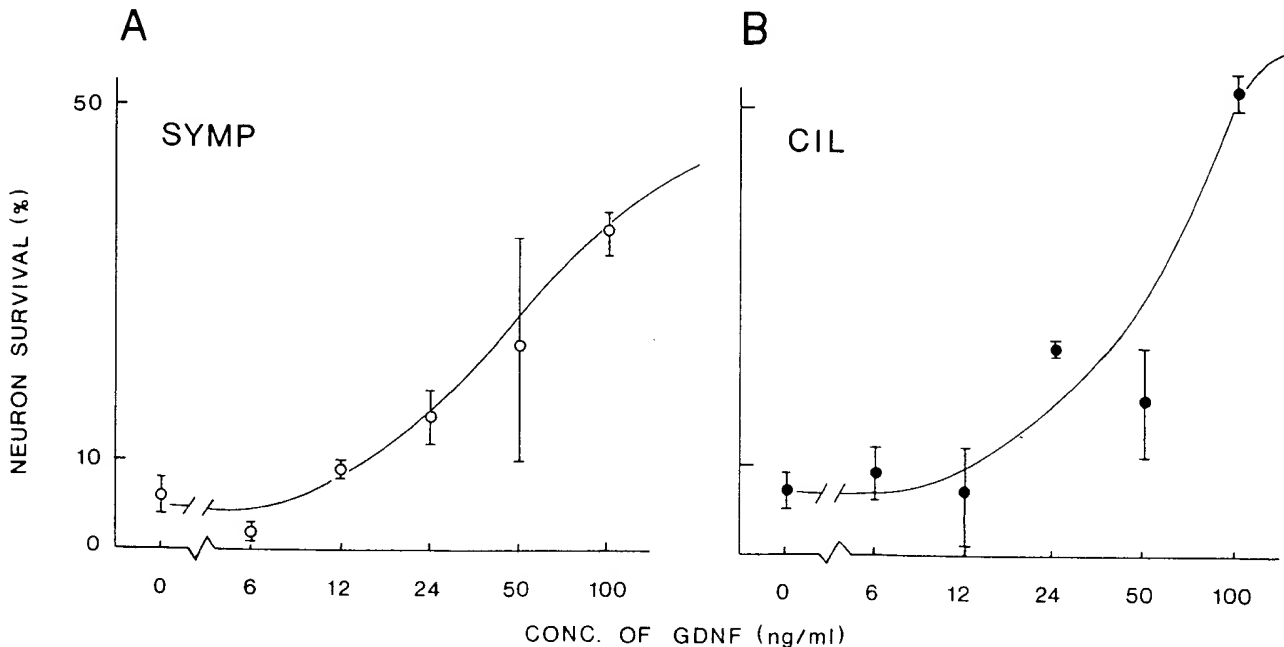 A
B
50
SYMP
CIL
NEURON SURVIVAL (%)
10
0
0 6 12 24 50 100
0 6 12 24 50 100
CONC. OF GDNF (ng/ml)